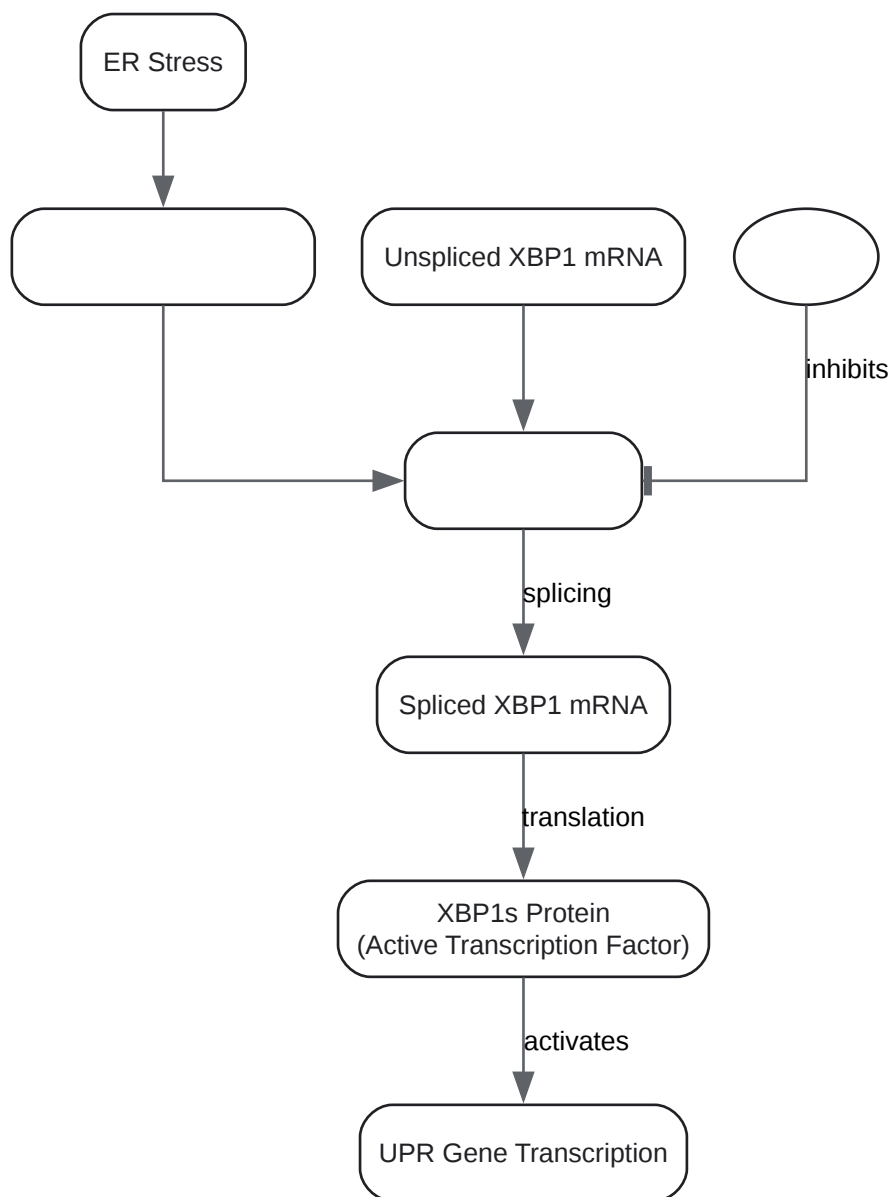 ER Stress
Unspliced XBP1 mRNA
inhibits
splicing
Spliced XBP1 mRNA
translation
XBP1s Protein
(Active Transcription Factor)
activates
UPR Gene Transcription